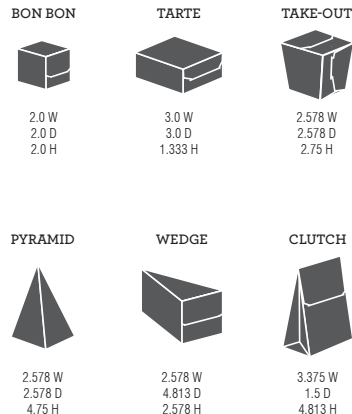 BON BON
2.0 W
2.0 D
2.0 H
TARTE
3.0 W
3.0 D
1.333 H
TAKE-OUT
2.578 W
2.578 D
2.75 H
PYRAMID
2.578 W
2.578 D
4.75 H
WEDGE
2.578 W
4.813 D
2.578 H
CLUTCH
3.375 W
1.5 D
4.813 H